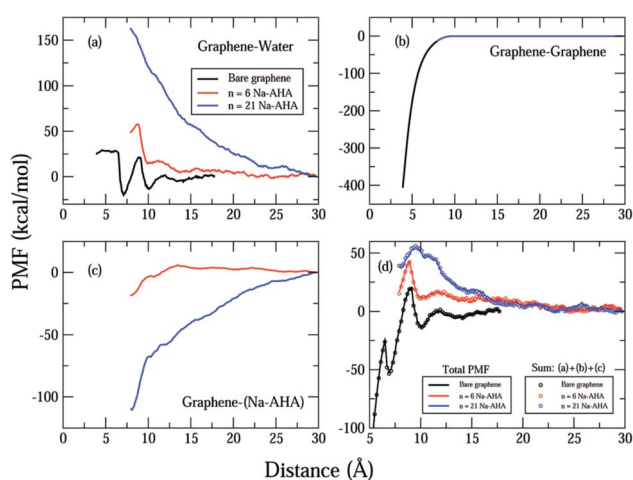 (a)
Graphene-Water
Bare graphene
n = 6 Na-AHA
n = 21 Na-AHA
150
100
50
0
0 5 10 15 20 25 30
(b)
Graphene-Graphene
0
-100
-200
-300
-400
0 5 10 15 20 25 30
PMF (kcal/mol)
(c)
Graphene-(Na-AHA)
0
-50
-100
0 5 10 15 20 25 30
(d)
50
0
-50
-100
Total PMF
Bare graphene
n = 6 Na-AHA
n = 21 Na-AHA
Sum: (a)+(b)+(c)
Bare graphene
n = 6 Na-AHA
n = 21 Na-AHA
5 10 15 20 25 30
Distance (Å)